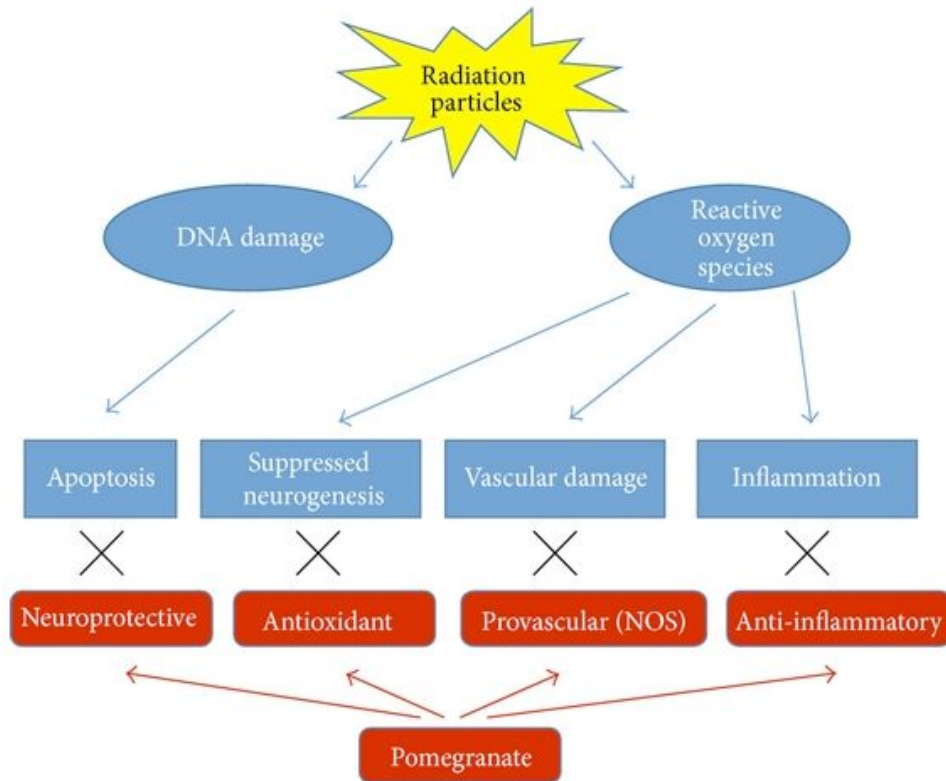 Radiation
particles
DNA damage
Reactive
oxygen
species
Apoptosis
Suppressed
neurogenesis
Vascular damage
Inflammation
Neuroprotective
Antioxidant
Provascular (NOS)
Anti-inflammatory
Pomegranate